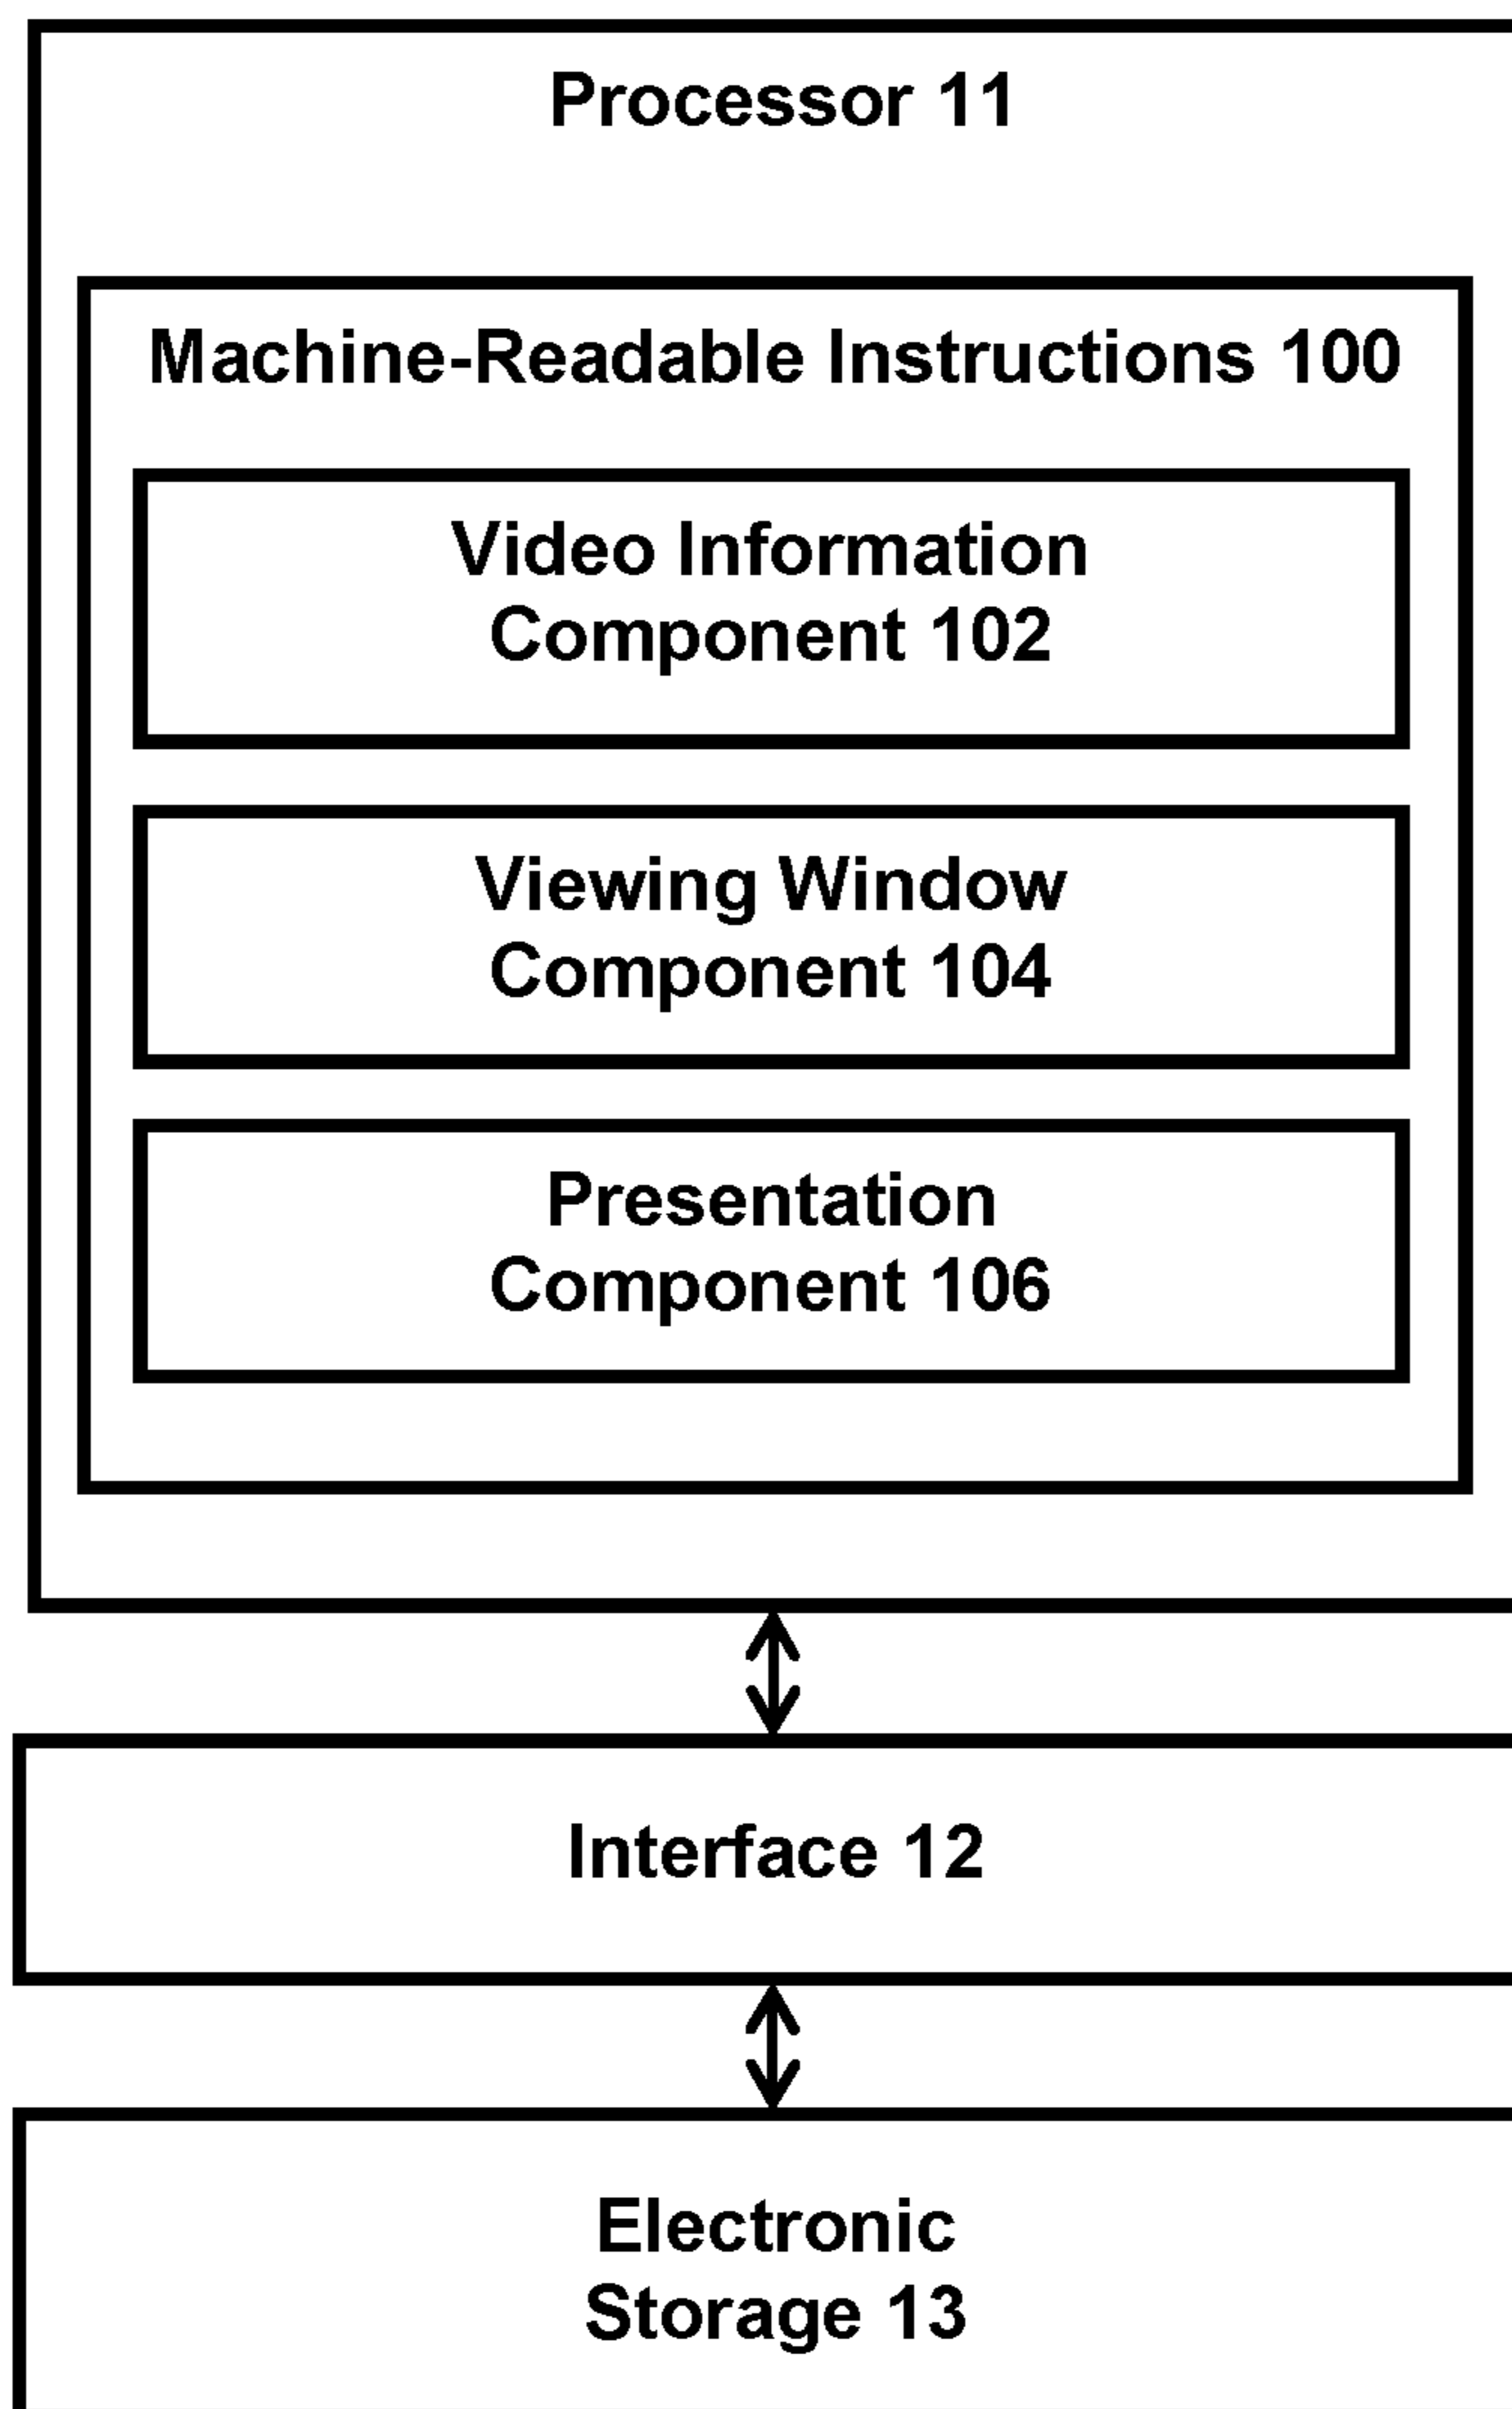 Processor 11
Machine-Readable Instructions 100
Video Information
Component 102
Viewing Window
Component 104
Presentation
Component 106
Interface 12
Electronic
Storage 13